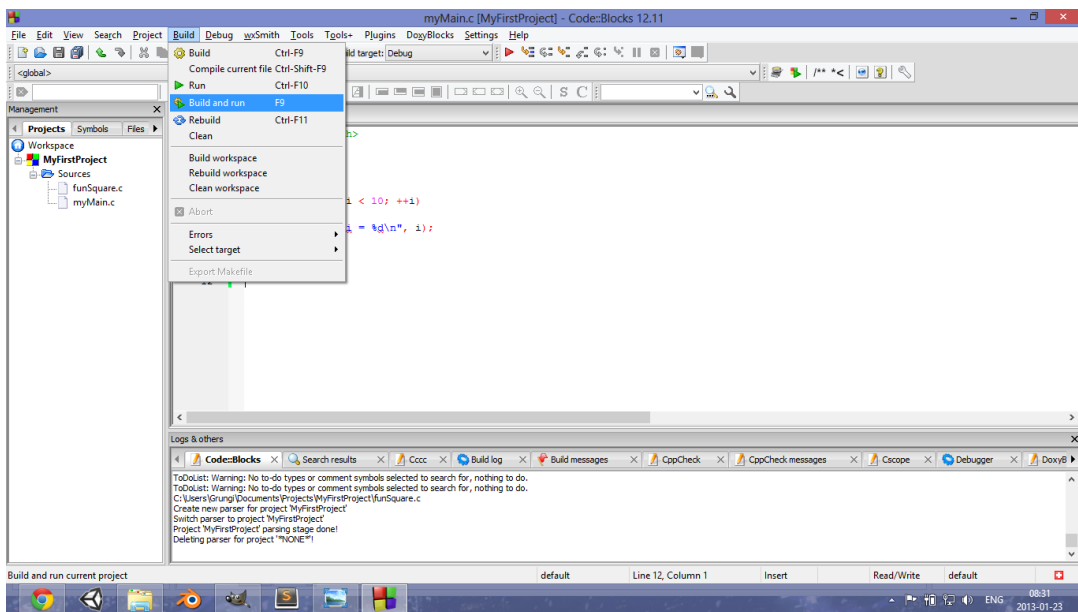 myMain.c [MyFirstProject] - Code::Blocks 12.11
File Edit View Search Project Build Debug wxSmith Tools Tools+ Plugins DoxyBlocks Settings Help
ild target: Debug
<global>
/** *<
S C
Management
Projects Symbols Files
Workspace
MyFirstProject
Sources
funSquare.c
myMain.c
Build Ctrl-F9
Compile current file Ctrl-Shift-F9
Run Ctrl-F10
Build and run F9
Rebuild Ctrl-F11
Clean
Build workspace
Rebuild workspace
Clean workspace
Abort
Errors
Select target
Export Makefile
h>
i < 10; ++i)
i = %d\n", i);
12
Logs & others
Code::Blocks Search results Cccc Build log Build messages CppCheck CppCheck messages Cscope Debugger DoxyB
ToDoList: Warning: No to-do types or comment symbols selected to search for, nothing to do.
ToDoList: Warning: No to-do types or comment symbols selected to search for, nothing to do.
C:\Users\Grungi\Documents\Projects\MyFirstProject\funSquare.c
Create new parser for project 'MyFirstProject'
Switch parser to project 'MyFirstProject'
Project 'MyFirstProject' parsing stage done!
Deleting parser for project '*NONE*'!
Build and run current project default Line 12, Column 1 Insert Read/Write default
S
ENG
08:31
2013-01-23